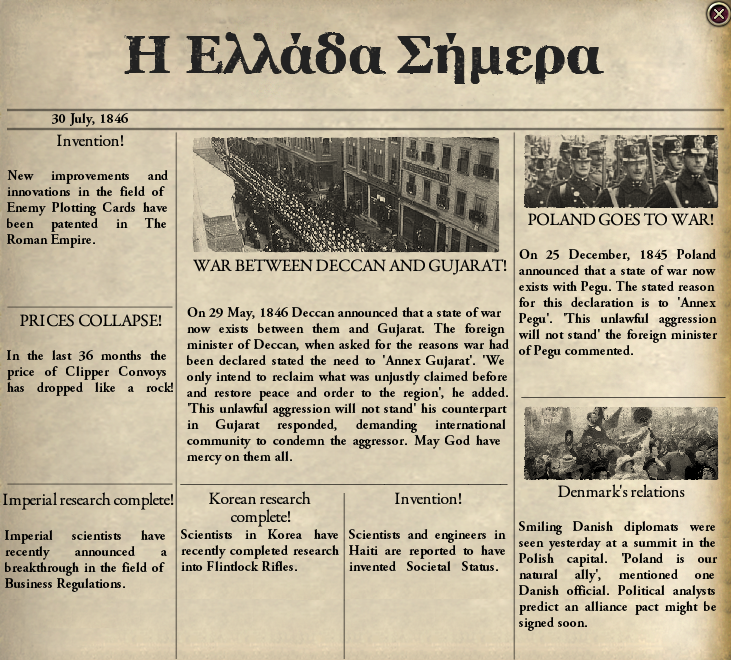 Η Ελλάδα Σήμερα
30 July, 1846
Invention!
New improvements and
innovations in the field of
Enemy Plotting Cards have
been patented in The
Roman Empire.
PRICES COLLAPSE!
In the last 36 months the
price of Clipper Convoys
has dropped like a rock!
Imperial research complete!
Imperial scientists have
recently announced a
breakthrough in the field of
Business Regulations.
WAR BETWEEN DECCAN AND GUJARAT!
On 29 May, 1846 Deccan announced that a state of war
now exists between them and Gujarat. The foreign
minister of Deccan, when asked for the reasons war had
been declared stated the need to 'Annex Gujarat'. 'We
only intend to reclaim what was unjustly claimed before
and restore peace and order to the region', he added.
'This unlawful aggression will not stand' his counterpart
in Gujarat responded, demanding international
community to condemn the aggressor. May God have
mercy on them all.
Korean research
complete!
Scientists in Korea have
recently completed research
into Flintlock Rifles.
Invention!
Scientists and engineers in
Haiti are reported to have
invented Societal Status.
POLAND GOES TO WAR!
On 25 December, 1845 Poland
announced that a state of war now
exists with Pegu. The stated reason
for this declaration is to 'Annex
Pegu'. 'This unlawful aggression
will not stand' the foreign minister
of Pegu commented.
Denmark's relations
Smiling Danish diplomats were
seen yesterday at a summit in the
Polish capital. 'Poland is our
natural ally', mentioned one
Danish official. Political analysts
predict an alliance pact might be
signed soon.